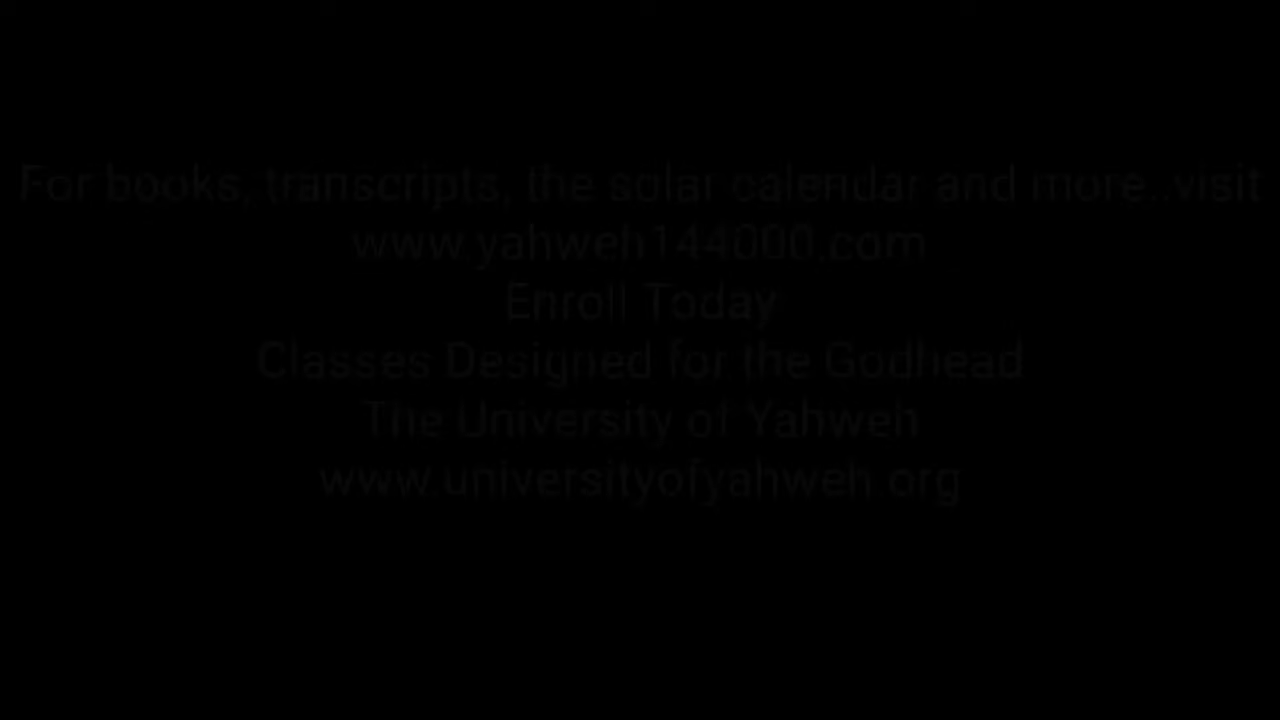 For books, transcripts, the solar calendar and more..visit
www.yahweh144000.com
Enroll Today
Classes Designed for the Godhead
The University of Yahweh
www.universityofyahweh.org